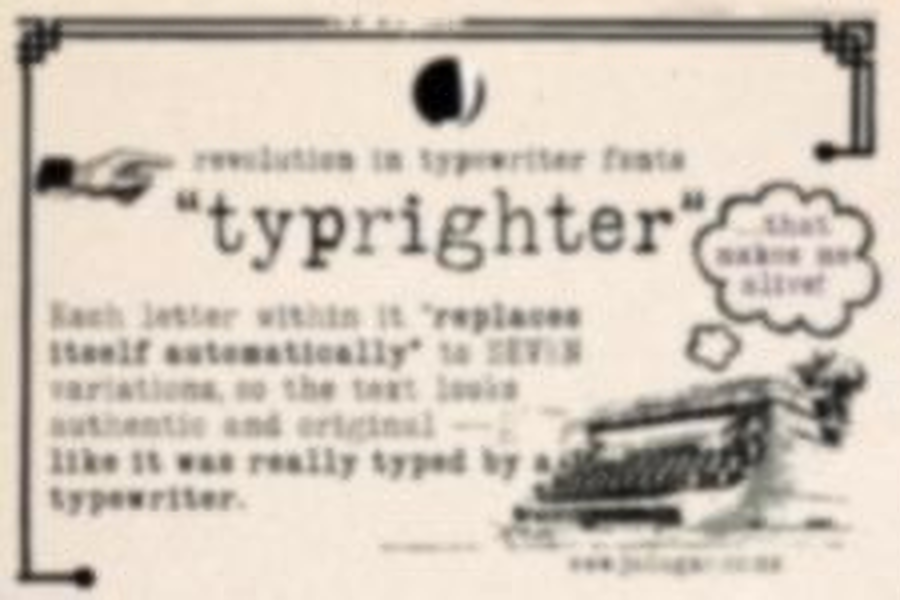 revolution in typewriter fonts
“typrighter“
...that
makes me
alive!
Each letter within it "replaces
itself automatically" to SEVEN
variations, so the text looks
authentic and original —
like it was really typed by a
typewriter.